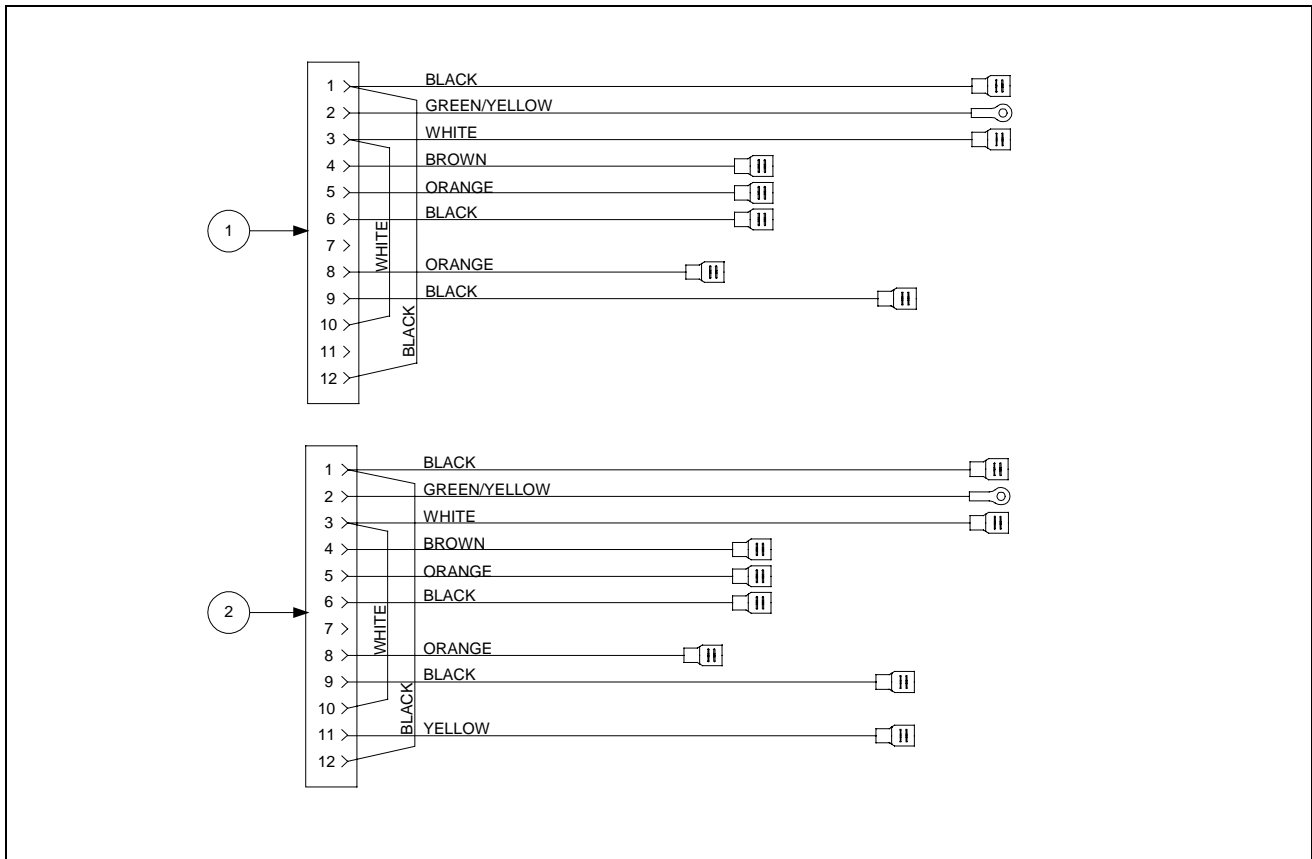 1 BLACK
2 GREEN/YELLOW
3 WHITE
4 BROWN
5 ORANGE
6 BLACK
1
7
WHITE
8 ORANGE
9 BLACK
10
BLACK
11
12
1 BLACK
2 GREEN/YELLOW
3 WHITE
4 BROWN
5 ORANGE
6 BLACK
2
7
WHITE
8 ORANGE
9 BLACK
10
BLACK
11 YELLOW
12